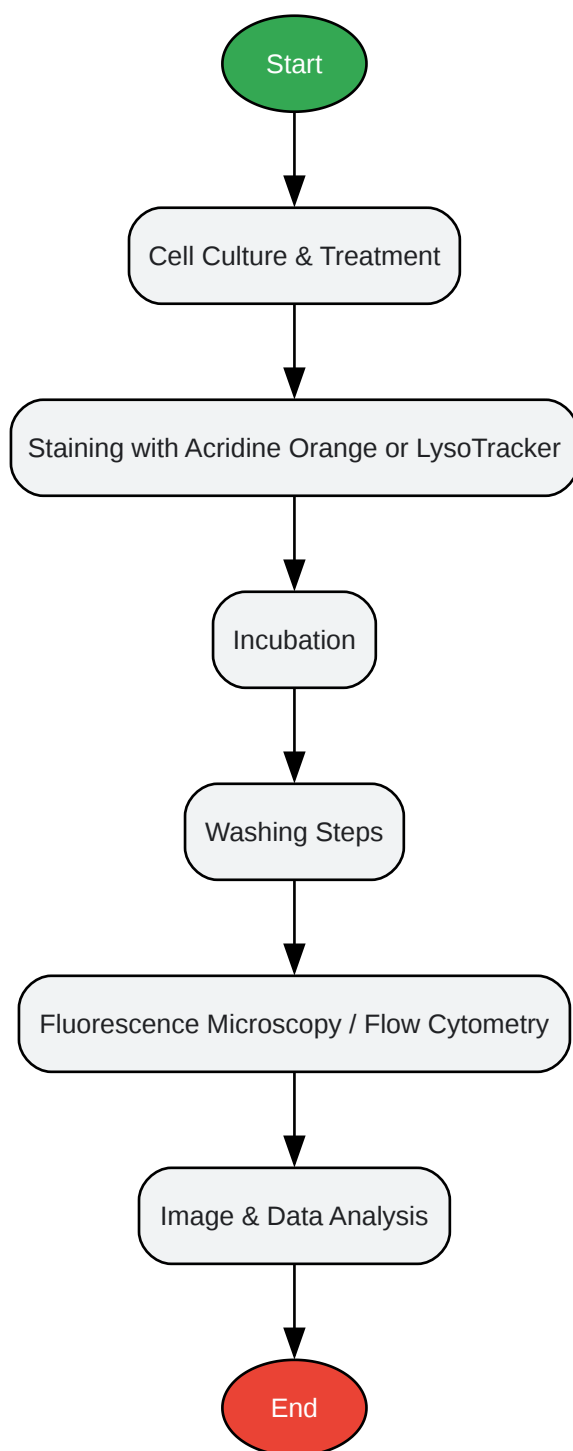 Start
Cell Culture & Treatment
Staining with Acridine Orange or LysoTracker
Incubation
Washing Steps
Fluorescence Microscopy / Flow Cytometry
Image & Data Analysis
End